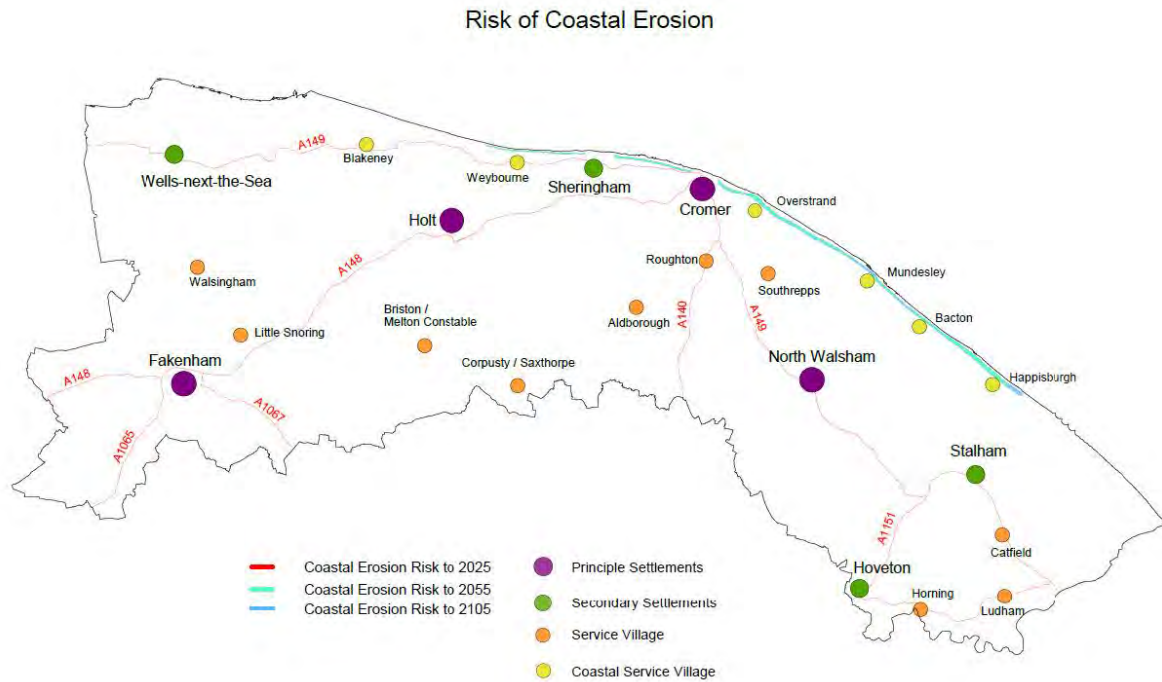 Risk of Coastal Erosion
A149
Blakeney
Wells-next-the-Sea
Weybourne
Sheringham
Cromer
Overstrand
Holt
A148
Walsingham
Roughton
Southrepps
Mundesley
Briston /
Melton Constable
Aldborough
A140
A149
Bacton
Little Snoring
Fakenham
Corpusty / Saxthorpe
North Walsham
Happisburgh
A148
A1067
A1065
Stalham
A1151
Catfield
Hoveton
Horning
Ludham
Coastal Erosion Risk to 2025
Coastal Erosion Risk to 2055
Coastal Erosion Risk to 2105
Principle Settlements
Secondary Settlements
Service Village
Coastal Service Village